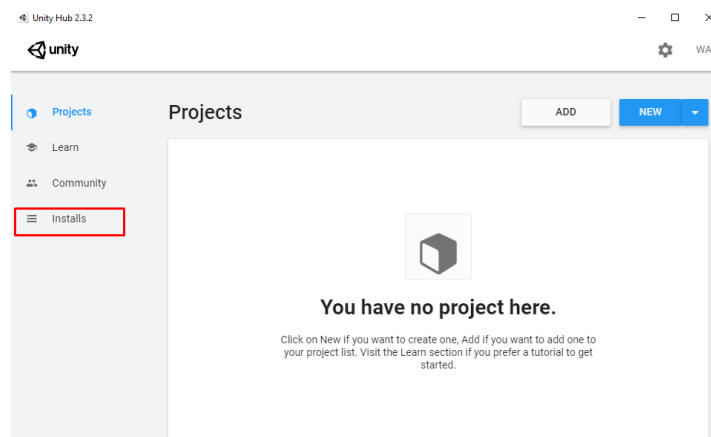 Unity Hub 2.3.2
unity
WA
Projects
Learn
Community
Installs
Projects
ADD
NEW
You have no project here.
Click on New if you want to create one, Add if you want to add one to
your project list. Visit the Learn section if you prefer a tutorial to get
started.